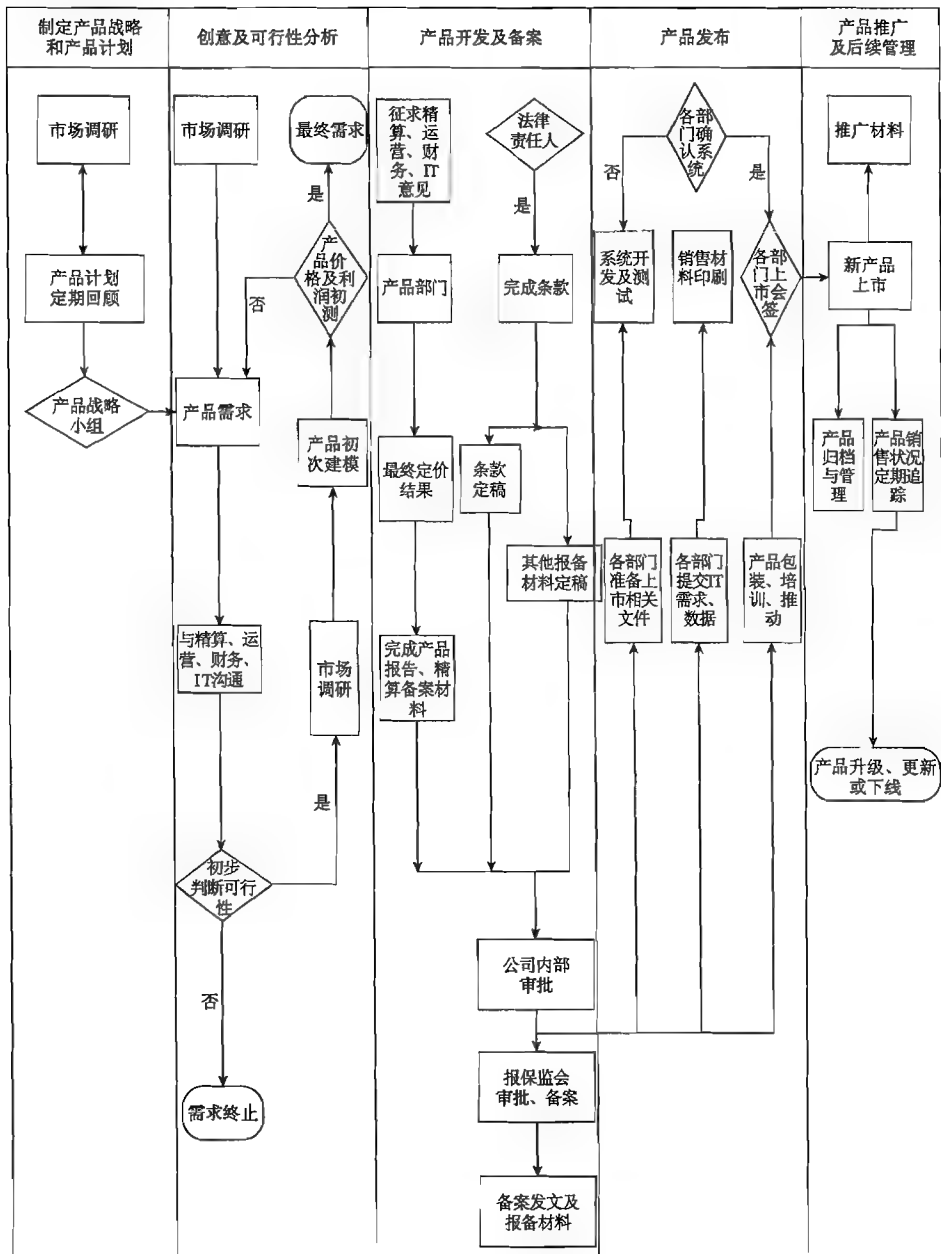 制定产品战略
和产品计划
创意及可行性分析
产品开发及备案
产品发布
产品推广
及后续管理
市场调研
产品计划
定期回顾
产品战略
小组
市场调研
最终需求
是
产品价
格及利
润初测
否
产品需求
产品初
次建模
与精算、运
营、财务、
IT沟通
市场
调研
是
初步
判断可行
性
否
需求终止
征求精
算、运
营、财
务、IT
意见
法律
责任人
是
产品部门
完成条款
最终定价
结果
条款
定稿
其他报备
材料定稿
完成产品
报告、精
算备案材
料
公司内部
审批
报保监会
审批、备案
备案发文及
报备材料
各部
门确
认系
统
否
是
系统开
发及测
试
销售材
料印刷
各部
门上
市会
签
各部门
准备上
市相关
文件
各部门
提交IT
需求、
数据
产品包
装、培
训、推
动
推广材料
新产品
上市
产品
归档
与管
理
产品销
售状况
定期追
踪
产品升级、更新
或下线